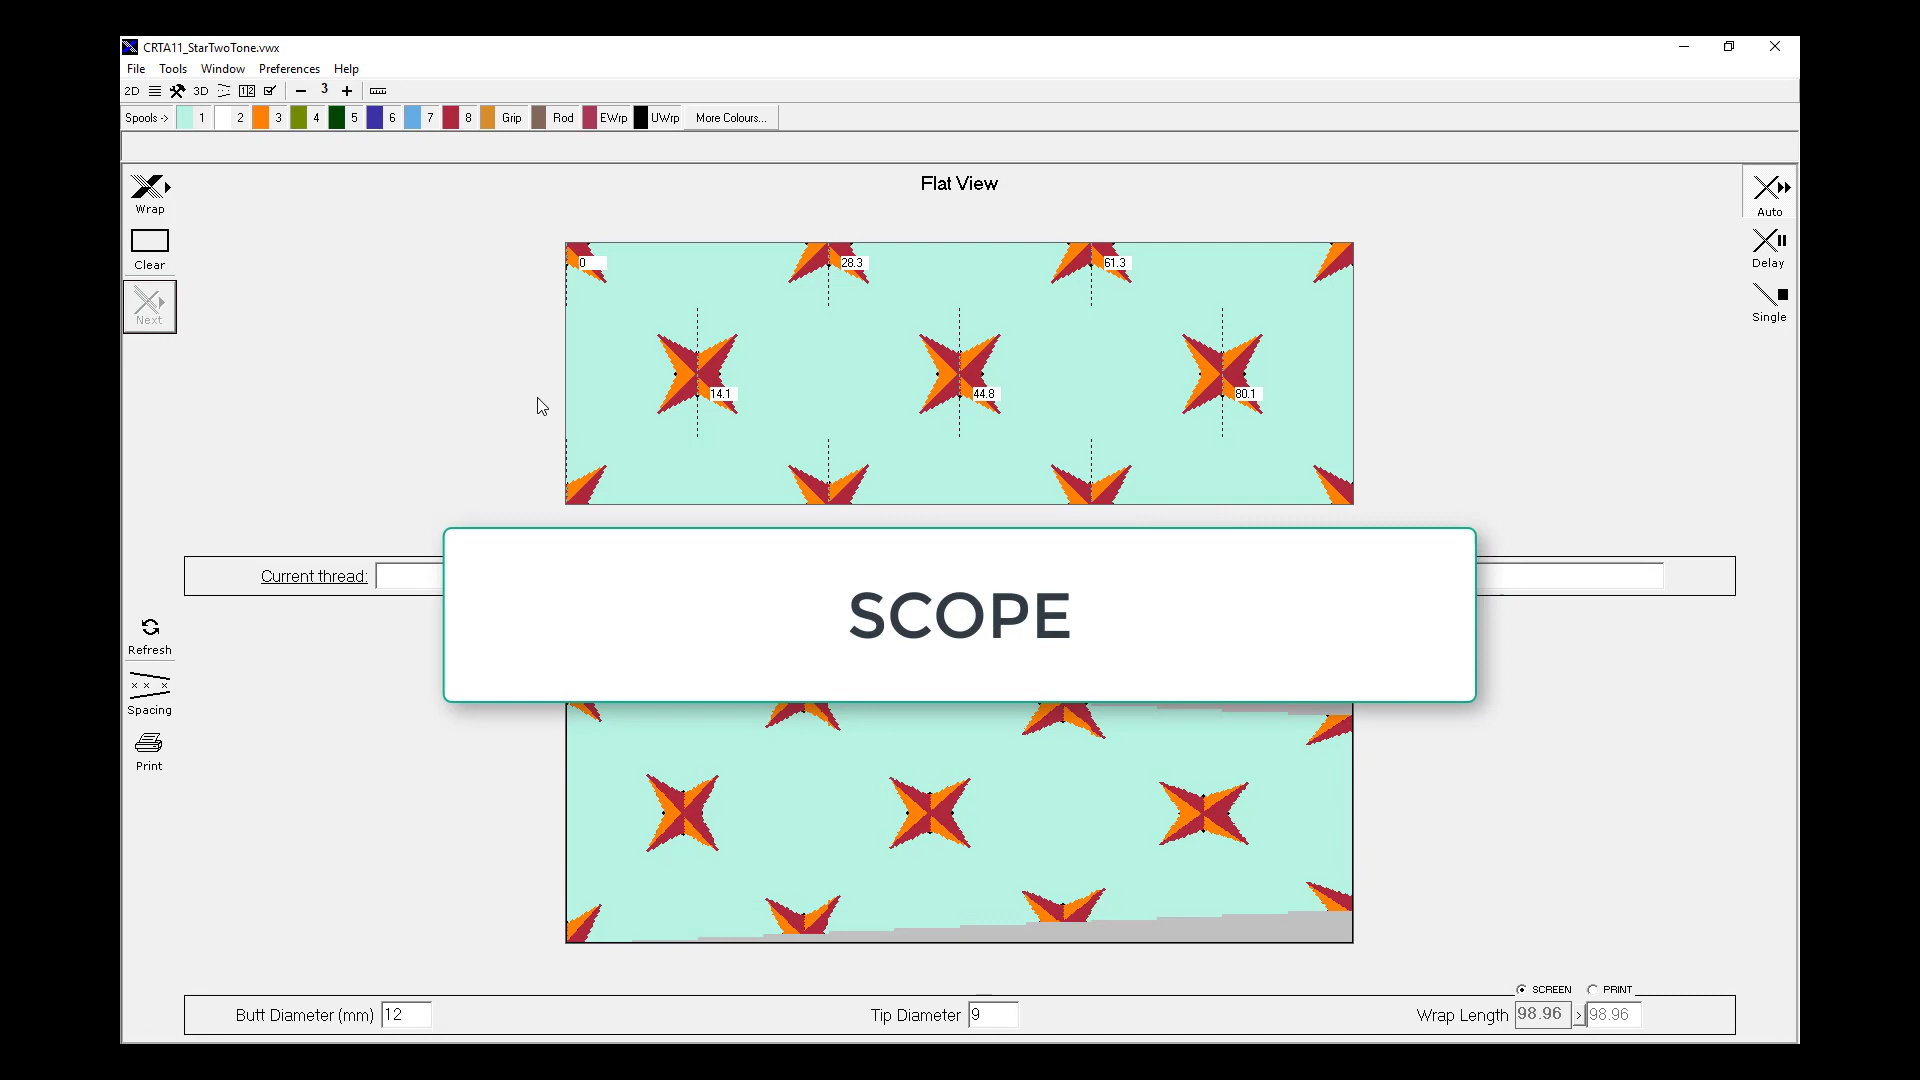 CRTA11_StarTwoTone.vwx
File Tools Window Preferences Help
2D 3D 1 2 3
Spools -> 1 2 3 4 5 6 7 8 Grip Rod EWrp UWrp More Colours...
Flat View
Wrap
Clear
Next
Auto
Delay
Single
0 28.3 61.3
14.1 44.8 80.1
Current thread:
SCOPE
Refresh
Spacing
Print
SCREEN PRINT
Butt Diameter (mm) 12 Tip Diameter 9 Wrap Length 98.96 > 98.96